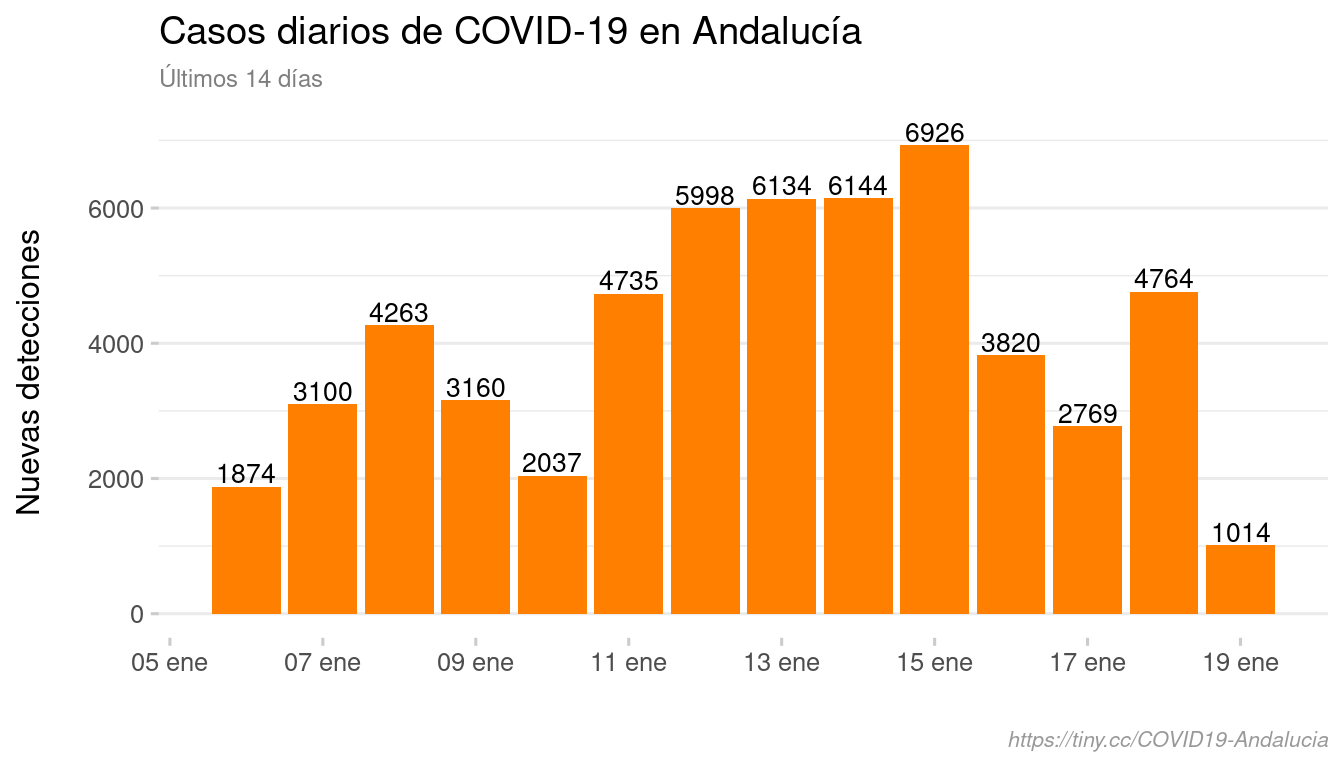 Casos diarios de COVID-19 en Andalucía
Últimos 14 días
Nuevas detecciones
6000
4000
2000
0
1874
3100
4263
3160
2037
4735
5998
6134
6144
6926
3820
2769
4764
1014
05 ene
07 ene
09 ene
11 ene
13 ene
15 ene
17 ene
19 ene
https://tiny.cc/COVID19-Andalucia